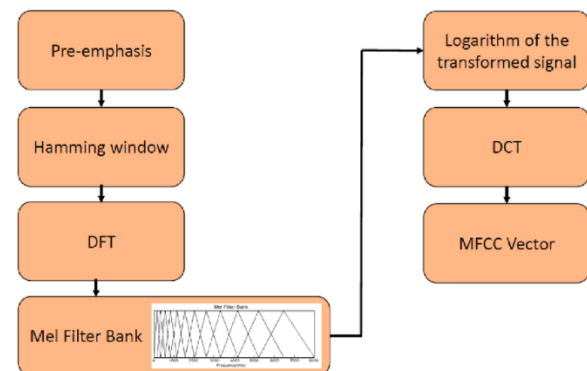 Pre-emphasis
Hamming window
DFT
Mel Filter Bank
Mel Filter Bank
Logarithm of the
transformed signal
DCT
MFCC Vector